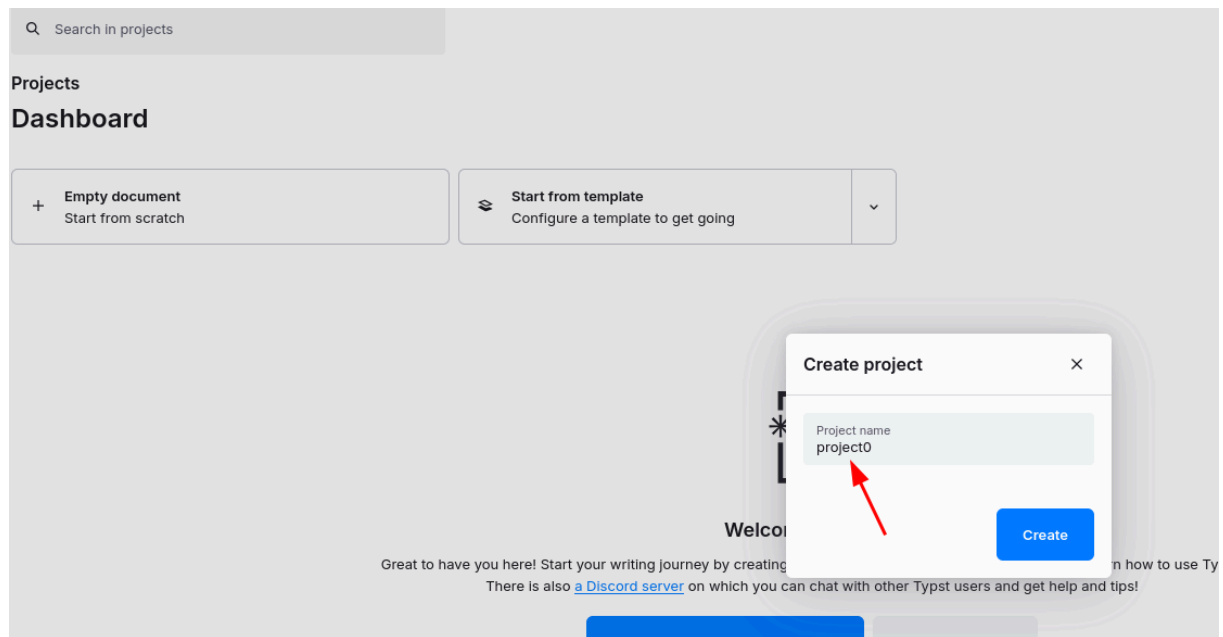 Search in projects
Projects
Dashboard
Empty document
Start from scratch
Start from template
Configure a template to get going
Create project
Project name
project0
Create
Great to have you here! Start your writing journey by creating how to use
There is also a Discord server on which you can chat with other Typst users and get help and tips!